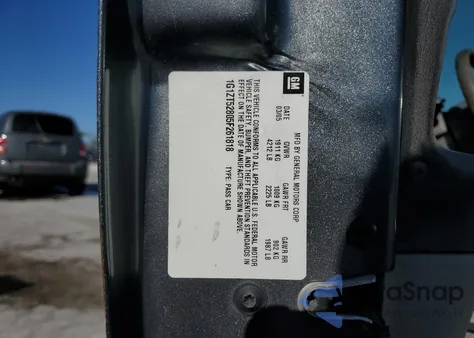 GM
MFD BY GENERAL MOTORS CORP
DATE GVWR GAWR FRT GAWR RR
03/05 1911 KG 1009 KG 902 KG
4212 LB 2225 LB 1987 LB
THIS VEHICLE CONFORMS TO ALL APPLICABLE U.S. FEDERAL MOTOR
VEHICLE SAFETY, BUMPER, AND THEFT PREVENTION STANDARDS IN
EFFECT ON THE DATE OF MANUFACTURE SHOWN ABOVE.
1G1ZT52805F261818 TYPE: PASS CAR